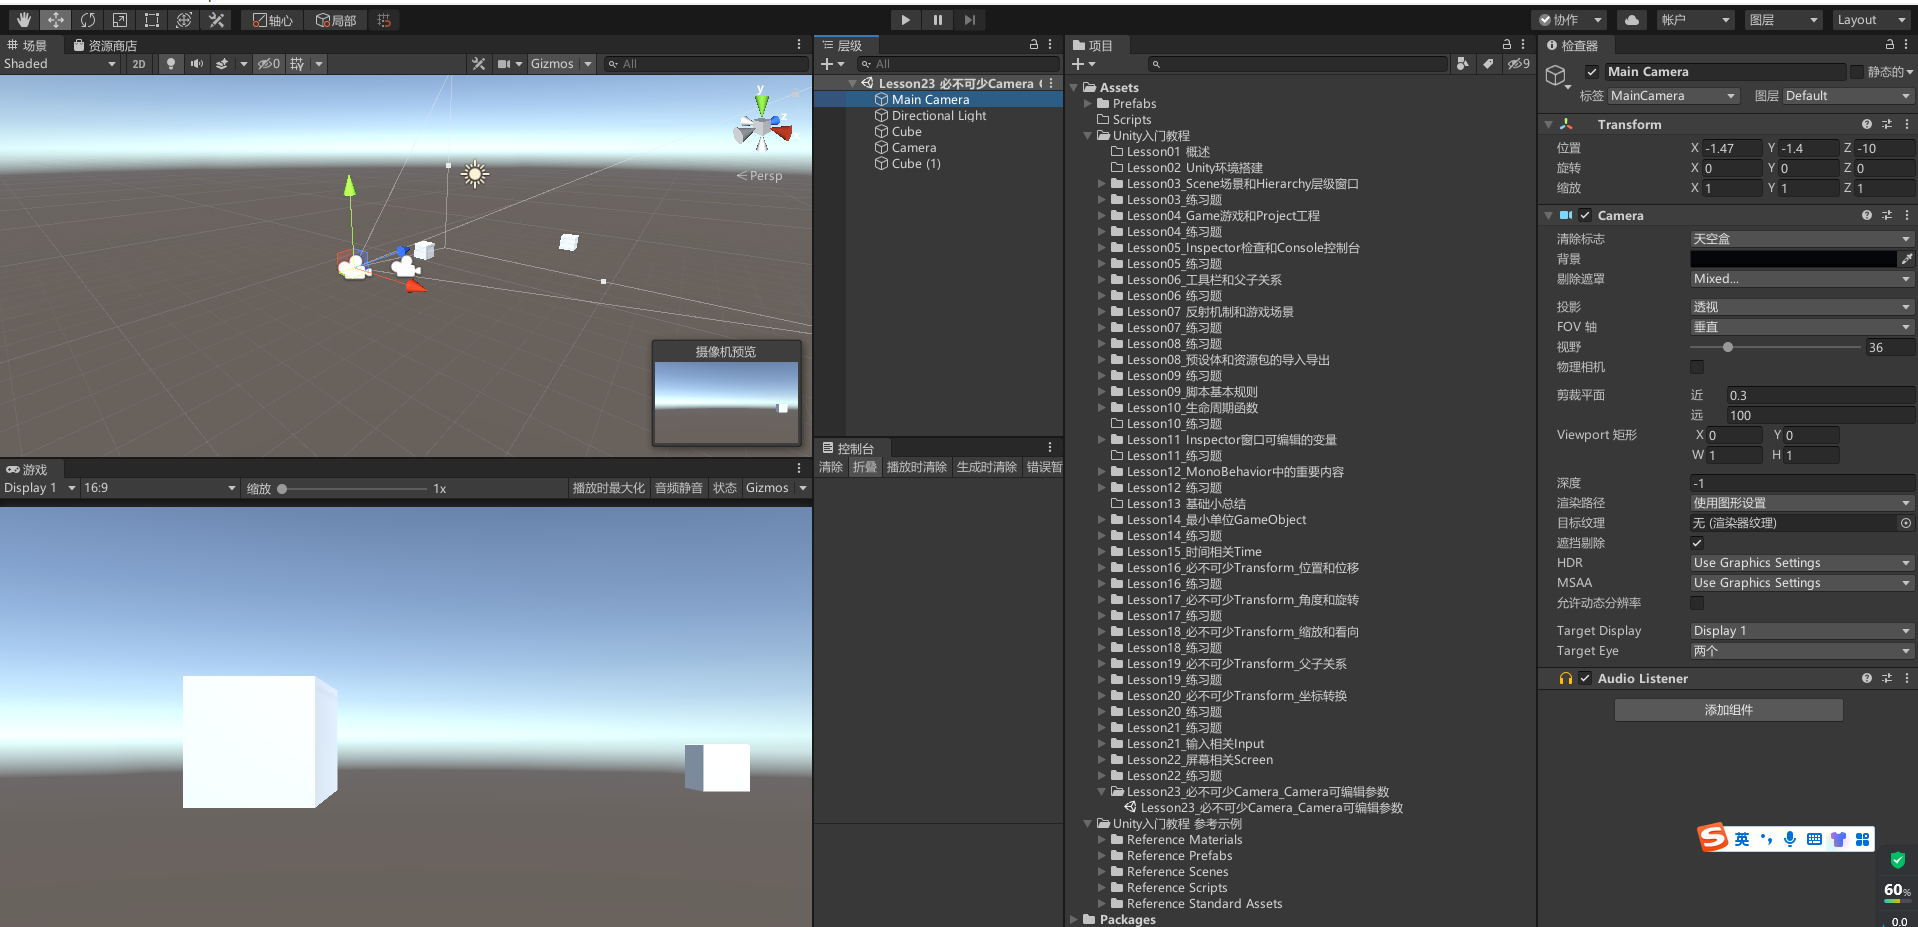 轴心
局部
协作
帐户
图层
Layout
场景
资源商店
Shaded
2D
0
Gizmos
All
y
z
Persp
摄像机预览
层级
All
Lesson23_必不可少Camera_C
Main Camera
Directional Light
Cube
Camera
Cube (1)
控制台
清除
折叠
播放时清除
生成时清除
错误暂
游戏
Display 1
16:9
缩放
1x
播放时最大化
音频静音
状态
Gizmos
项目
9
Assets
Prefabs
Scripts
Unity入门教程
Lesson01 概述
Lesson02 Unity环境搭建
Lesson03_Scene场景和Hierarchy层级窗口
Lesson03_练习题
Lesson04_Game游戏和Project工程
Lesson04_练习题
Lesson05_Inspector检查和Console控制台
Lesson05_练习题
Lesson06_工具栏和父子关系
Lesson06 练习题
Lesson07 反射机制和游戏场景
Lesson07_练习题
Lesson08_练习题
Lesson08_预设体和资源包的导入导出
Lesson09 练习题
Lesson09_脚本基本规则
Lesson10_生命周期函数
Lesson10_练习题
Lesson11 Inspector窗口可编辑的变量
Lesson11_练习题
Lesson12_MonoBehavior中的重要内容
Lesson12 练习题
Lesson13 基础小总结
Lesson14_最小单位GameObject
Lesson14_练习题
Lesson15_时间相关Time
Lesson16_必不可少Transform_位置和位移
Lesson16 练习题
Lesson17_必不可少Transform_角度和旋转
Lesson17_练习题
Lesson18_必不可少Transform_缩放和看向
Lesson18_练习题
Lesson19_必不可少Transform_父子关系
Lesson19_练习题
Lesson20_必不可少Transform_坐标转换
Lesson20_练习题
Lesson21_练习题
Lesson21_输入相关Input
Lesson22_屏幕相关Screen
Lesson22_练习题
Lesson23_必不可少Camera_Camera可编辑参数
Lesson23_必不可少Camera_Camera可编辑参数
Unity入门教程 参考示例
Reference Materials
Reference Prefabs
Reference Scenes
Reference Scripts
Reference Standard Assets
Packages
检查器
Main Camera
静态的
标签 MainCamera
图层 Default
Transform
位置 X -1.47 Y -1.4 Z -10
旋转 X 0 Y 0 Z 0
缩放 X 1 Y 1 Z 1
Camera
清除标志 天空盒
背景
剔除遮罩 Mixed...
投影 透视
FOV 轴 垂直
视野 36
物理相机
剪裁平面 近 0.3
远 100
Viewport 矩形 X 0 Y 0
W 1 H 1
深度 -1
渲染路径 使用图形设置
目标纹理 无 (渲染器纹理)
遮挡剔除
HDR Use Graphics Settings
MSAA Use Graphics Settings
允许动态分辨率
Target Display Display 1
Target Eye 两个
Audio Listener
添加组件
S 英
60%
0.0